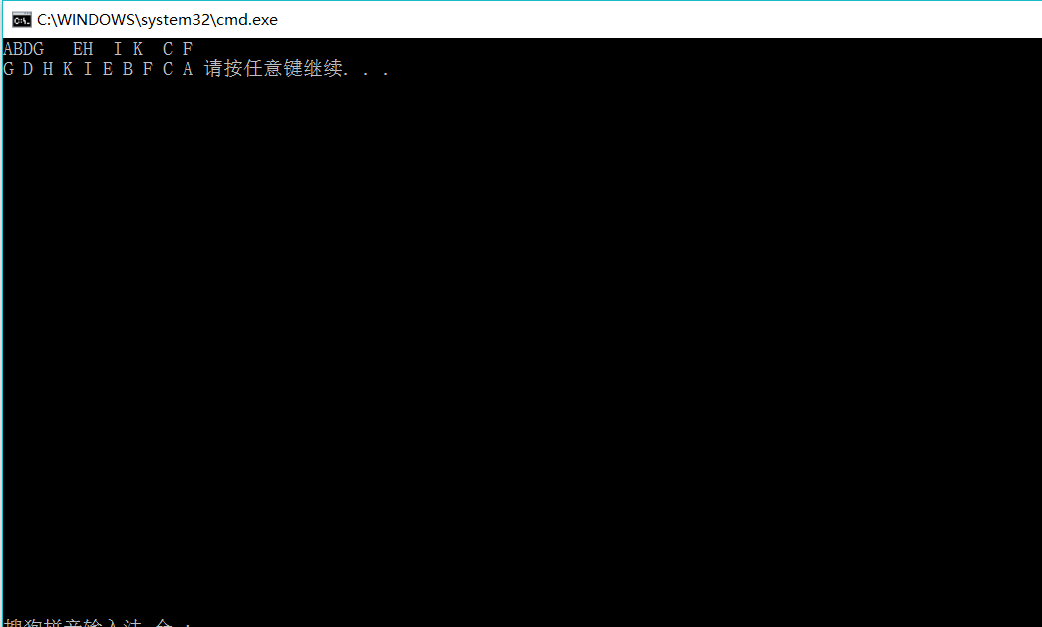 C:\WINDOWS\system32\cmd.exe
ABDG   EH  I K  C F
G D H K I E B F C A 请按任意键继续. . .
搜狗拼音输入法 全 :